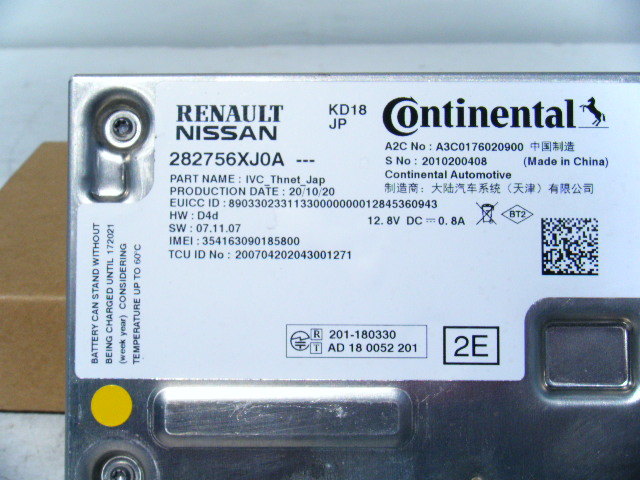 RENAULT
NISSAN
KD18
JP
Continental
282756XJ0A ---
A2C No : A3C0176020900 中国制造
S No : 2010200408 (Made in China)
Continental Automotive
制造商：大陆汽车系统（天津）有限公司
PART NAME : IVC_Thnet_Jap
PRODUCTION DATE : 20/10/20
EUICC ID : 89033023311330000000012845360943
HW : D4d
12.8V DC⎓0.8A
BT2
SW : 07.11.07
IMEI : 354163090185800
TCU ID No : 200704202043001271
BATTERY CAN STAND WITHOUT
BEING CHARGED UNTIL 172021
(week year) CONSIDERING
TEMPERATURE UP TO 60°C
R 201-180330
T AD 18 0052 201
2E